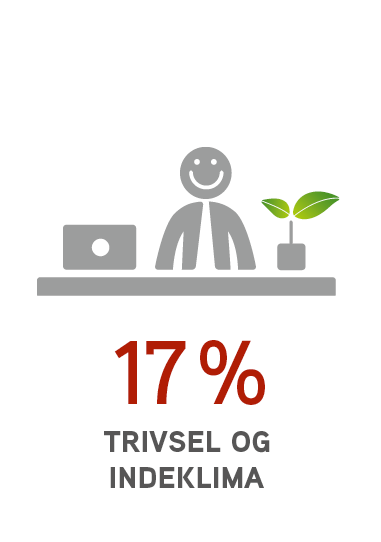 17 %
TRIVSEL OG
INDEKLIMA